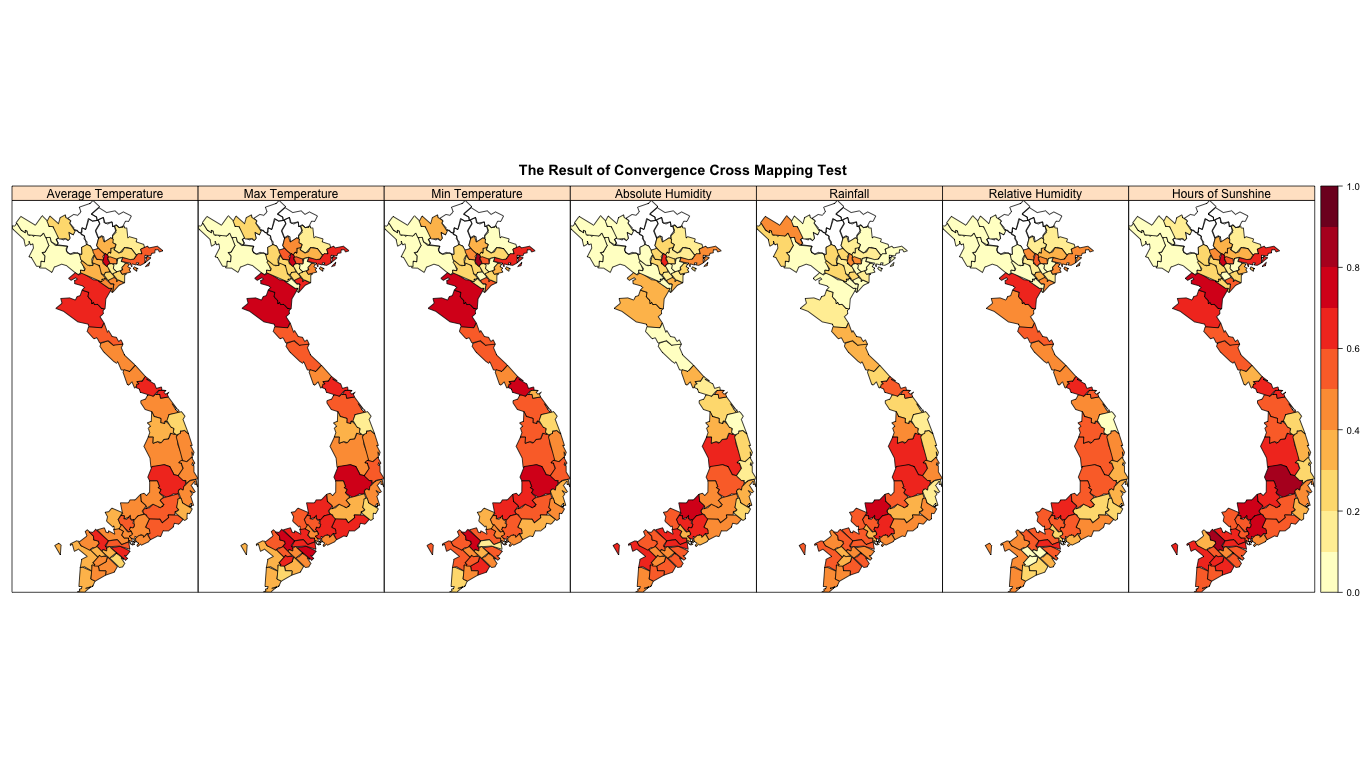 The Result of Convergence Cross Mapping Test
Average Temperature
Max Temperature
Min Temperature
Absolute Humidity
Rainfall
Relative Humidity
Hours of Sunshine
1.0
0.8
0.6
0.4
0.2
0.0